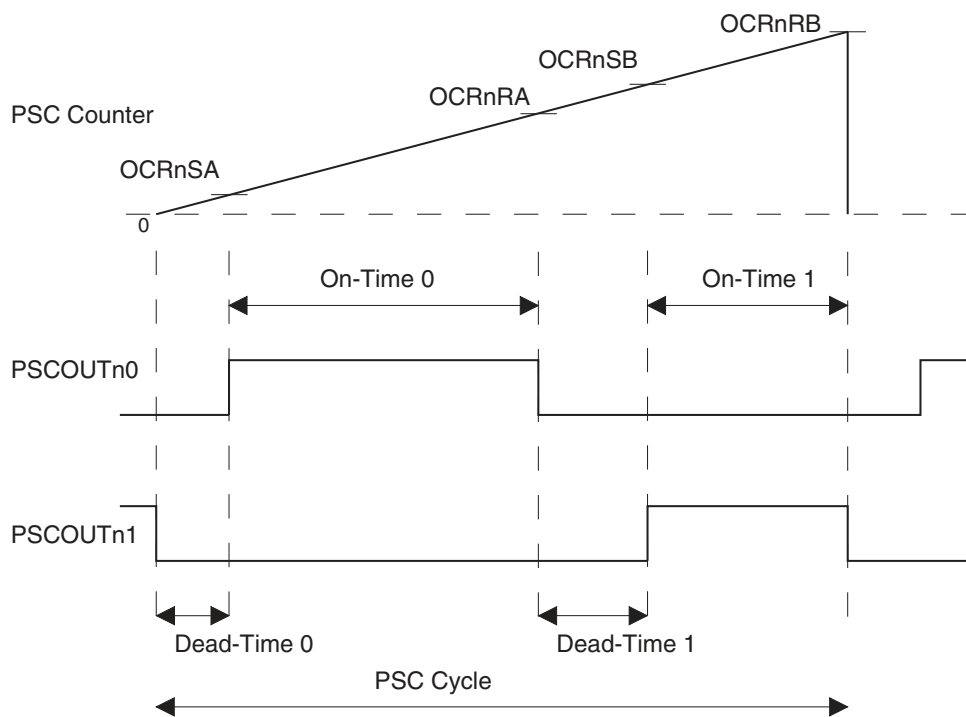 OCRnRB
OCRnSB
OCRnRA
PSC Counter
OCRnSA
0
On-Time 0
On-Time 1
PSCOUTn0
PSCOUTn1
Dead-Time 0
Dead-Time 1
PSC Cycle